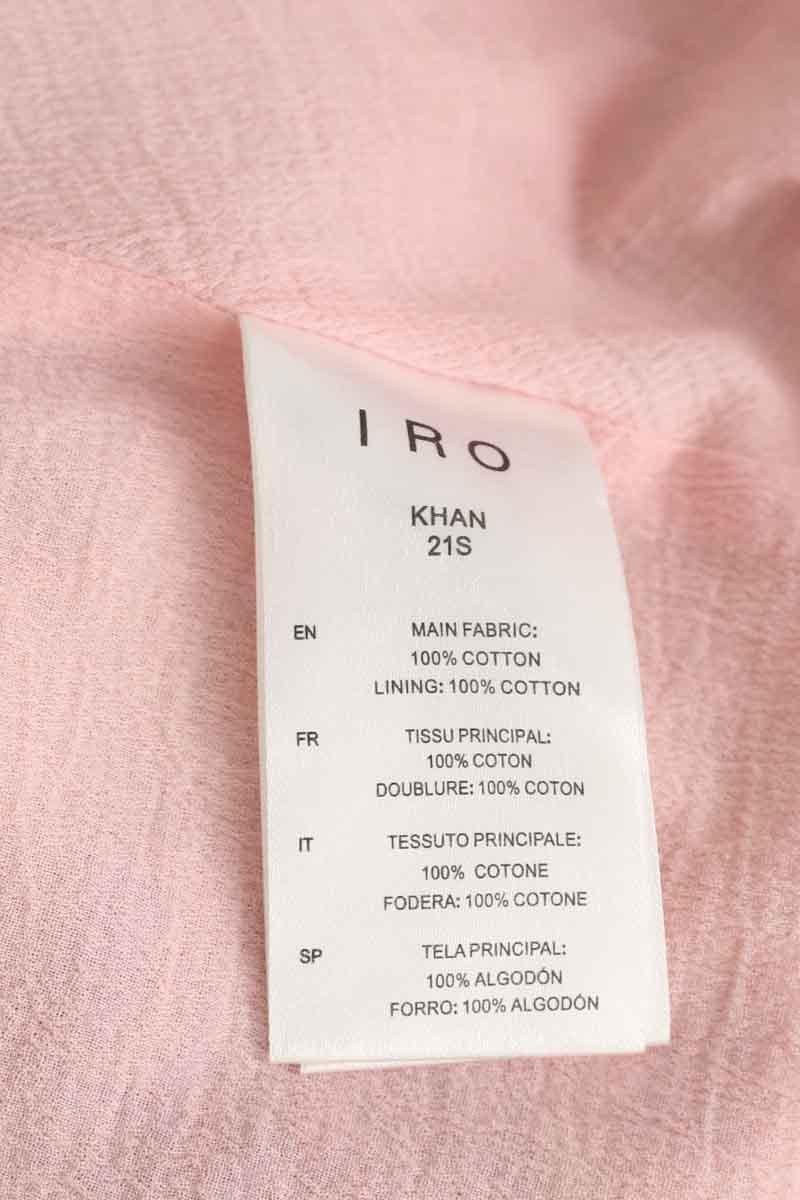 IRO
KHAN
21S
EN MAIN FABRIC:
100% COTTON
LINING: 100% COTTON
FR TISSU PRINCIPAL:
100% COTON
DOUBLURE: 100% COTON
IT TESSUTO PRINCIPALE:
100% COTONE
FODERA: 100% COTONE
SP TELA PRINCIPAL:
100% ALGODÓN
FORRO: 100% ALGODÓN